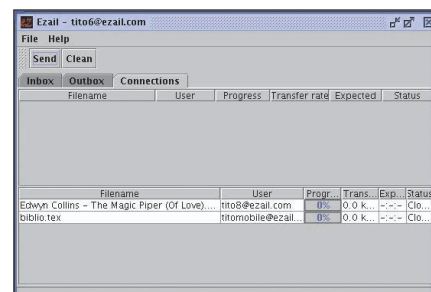 Ezail - tito6@ezail.com
File Help
Send Clean
Inbox Outbox Connections
Filename User Progress Transfer rate Expected Status
Filename User Progr... Trans... Exp... Status
Edwyn Collins - The Magic Piper (Of Love).... tito8@ezail.com 0% 0.0 k... -:-:- Clo...
biblio.tex titomobile@ezail... 0% 0.0 k... -:-:- Clo...